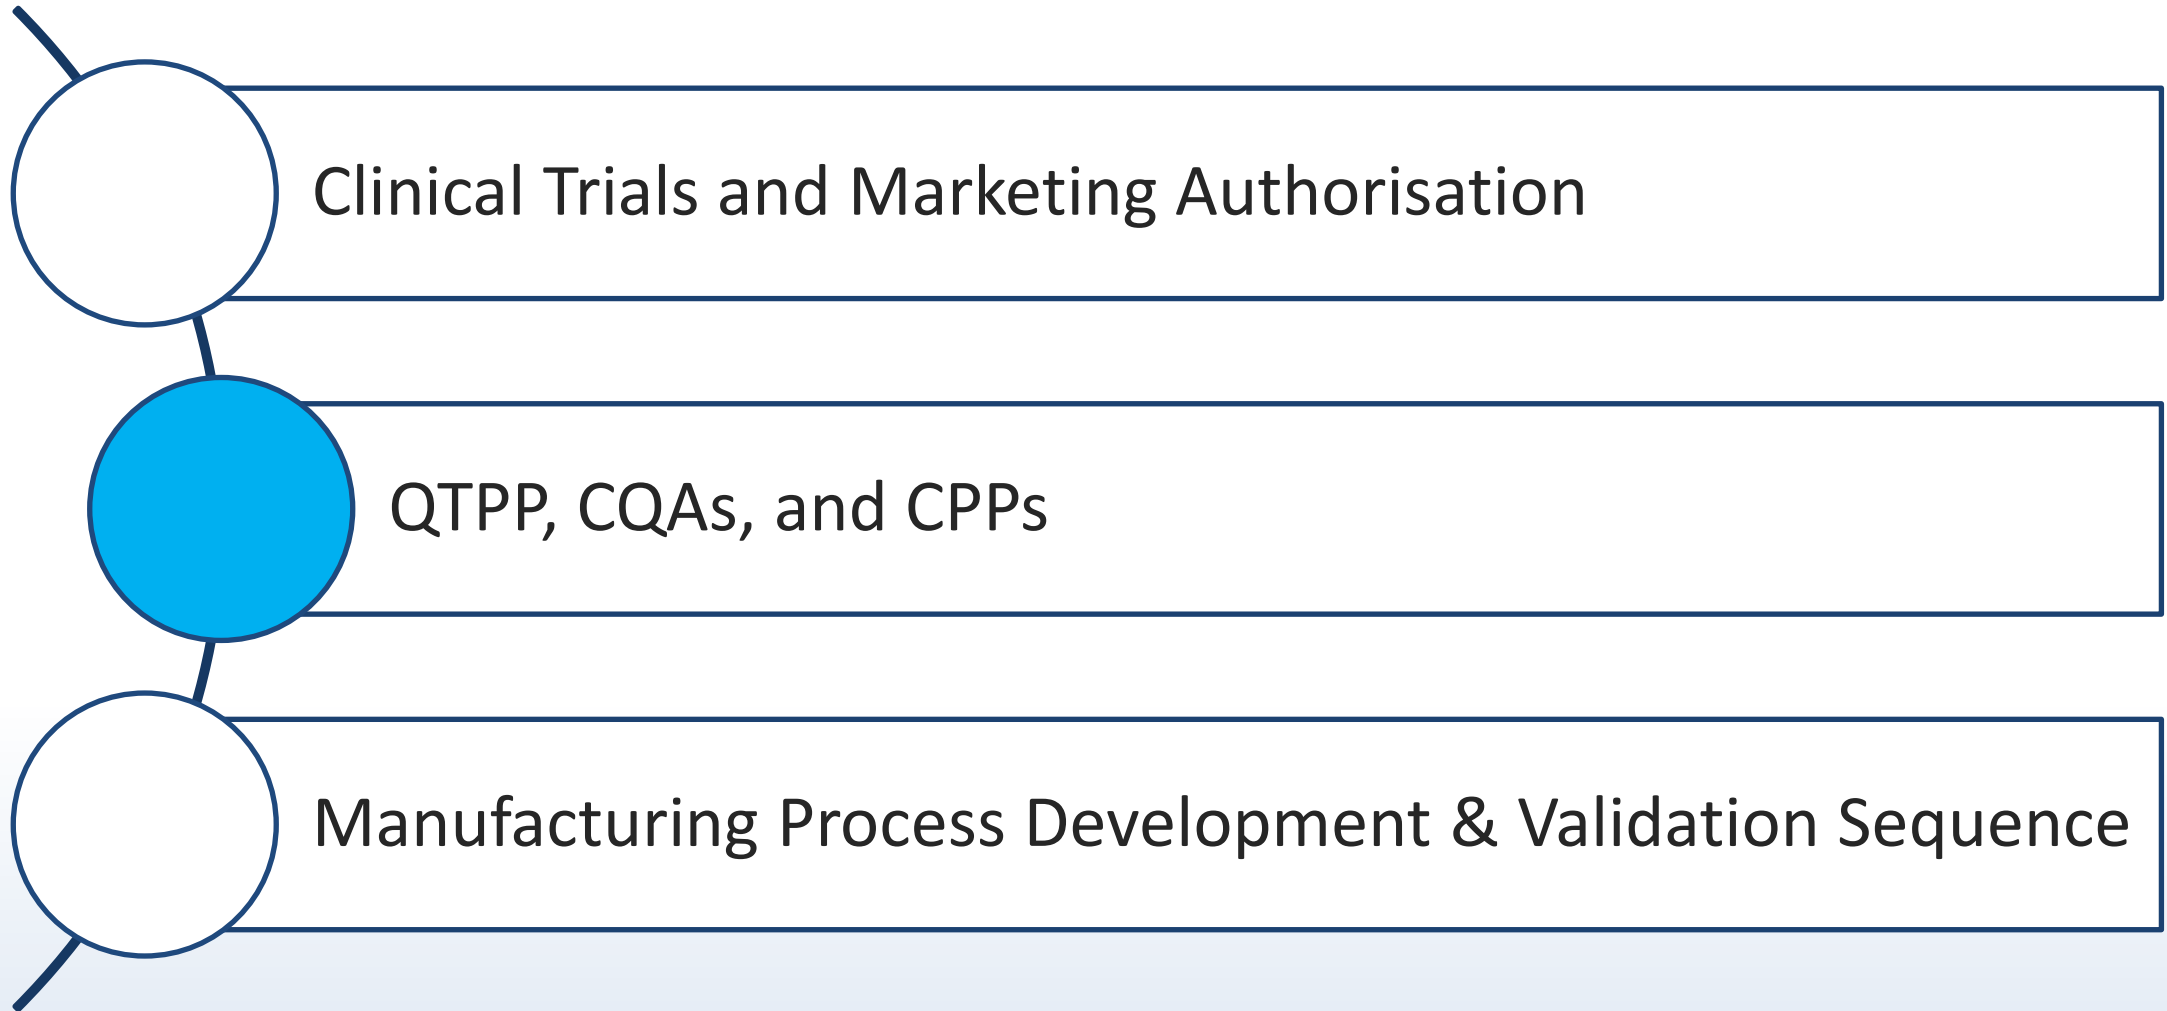 Clinical Trials and Marketing Authorisation
QTPP, CQAs, and CPPs
Manufacturing Process Development & Validation Sequence